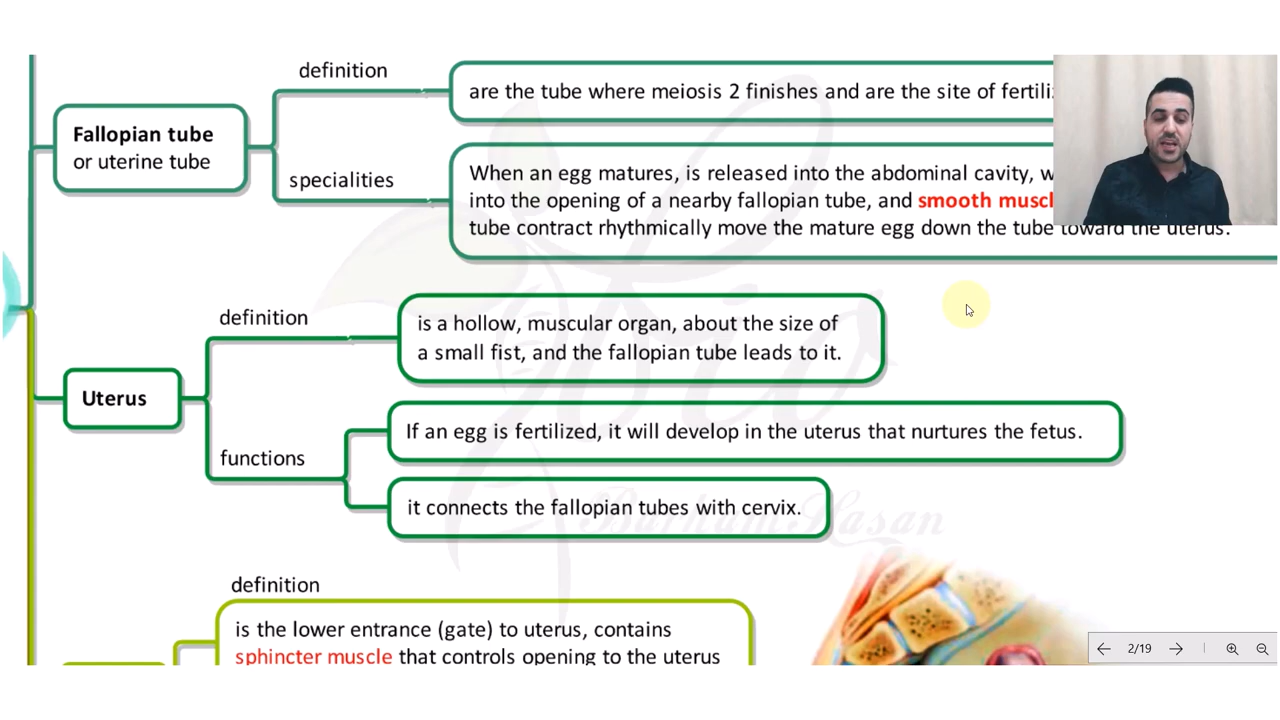 definition
are the tube where meiosis 2 finishes and are the site of
Fallopian tube
or uterine tube
specialities
When an egg matures, is released into the abdominal cavity,
into the opening of a nearby fallopian tube, and smooth
tube contract rhythmically move the mature egg down the tube toward the uterus.
definition
is a hollow, muscular organ, about the size of
a small fist, and the fallopian tube leads to it.
Uterus
functions
If an egg is fertilized, it will develop in the uterus that nurtures the fetus.
it connects the fallopian tubes with cervix.
Bio
Burham Hasan
definition
is the lower entrance (gate) to uterus, contains
sphincter muscle that controls opening to the uterus
2/19